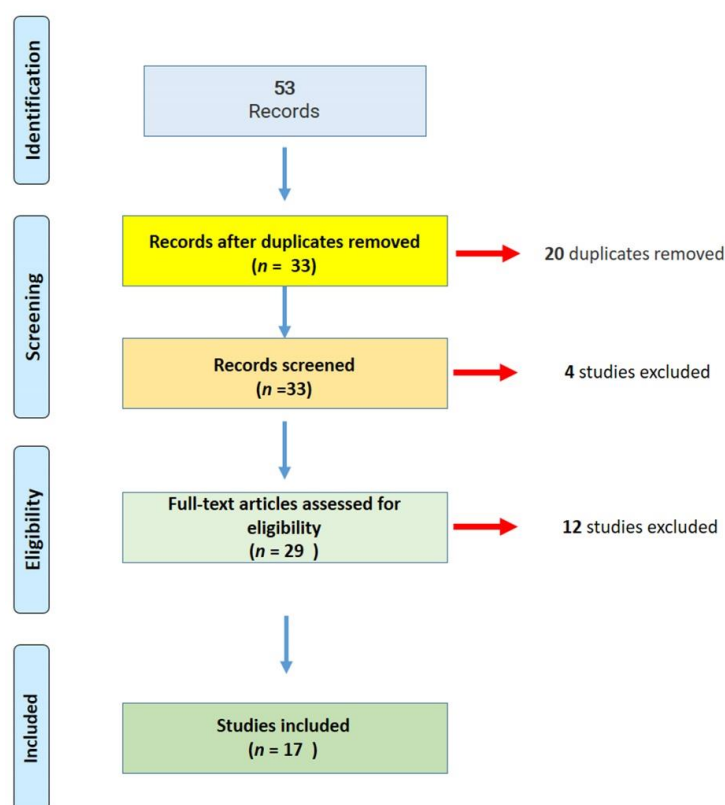 Identification
53
Records
Records after duplicates removed
(n = 33)
20 duplicates removed
Screening
Records screened
(n =33)
4 studies excluded
Eligibility
Full-text articles assessed for
eligibility
(n = 29 )
12 studies excluded
Included
Studies included
(n = 17 )